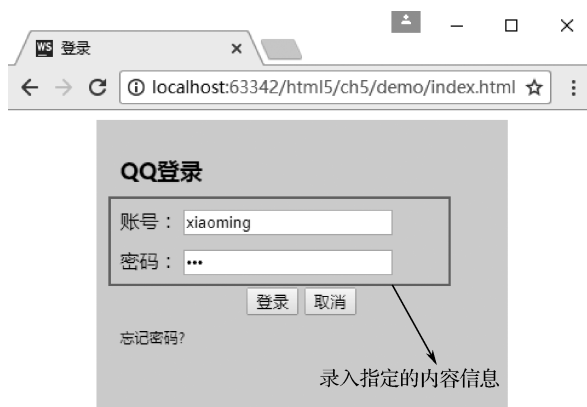 WS 登录
localhost:63342/html5/ch5/demo/index.html
QQ登录
账号：xiaoming
密码：•••
登录 取消
忘记密码?
录入指定的内容信息